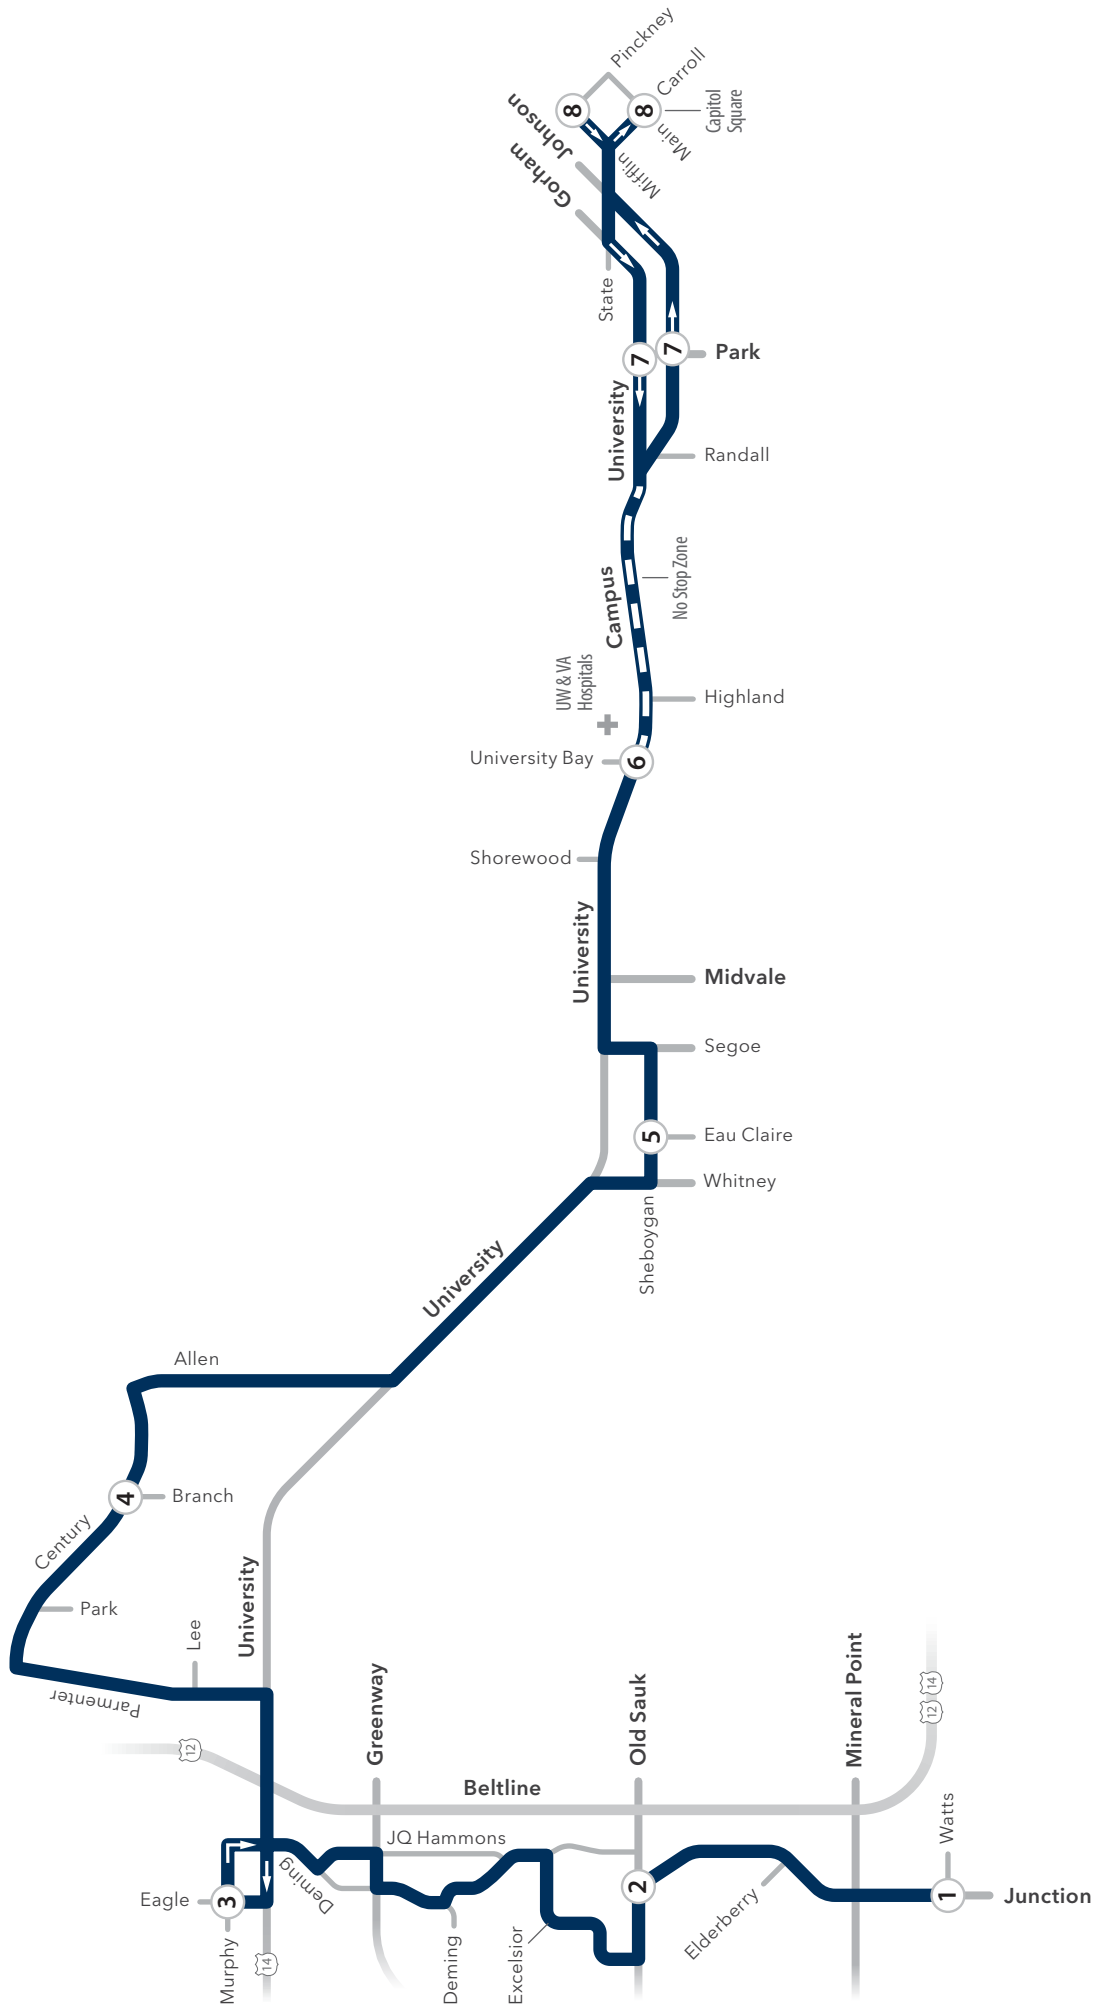 Pinckney
Carroll
8
8
Capitol
Square
Main
Johnson
Mifflin
Gorham
State
7
7
Park
University
Randall
No Stop Zone
Campus
UW & VA
Hospitals
Highland
University Bay
6
Shorewood
University
Midvale
Segoe
5
Eau Claire
Whitney
Sheboygan
University
Allen
4
Branch
Century
University
Park
Lee
Parmenter
Greenway
Old Sauk
Mineral Point
14
12
12
Beltline
JQ Hammons
Watts
Deming
Eagle
3
2
1
Junction
Elderberry
Murphy
14
Deming
Excelsior